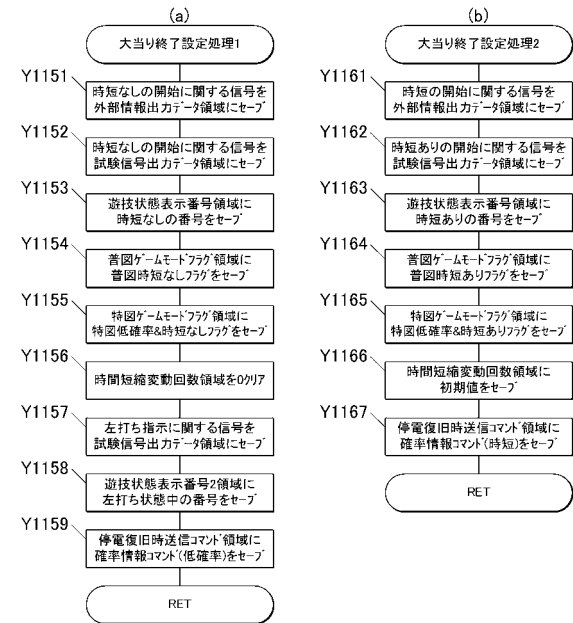 (a)
大当り終了設定処理1
Y1151
時短なしの開始に関する信号を
外部情報出力データ領域にセーブ
Y1152
時短なしの開始に関する信号を
試験信号出力データ領域にセーブ
Y1153
遊技状態表示番号領域に
時短なしの番号をセーブ
Y1154
普図ゲームモードフラグ領域に
普図時短なしフラグをセーブ
Y1155
特図ゲームモードフラグ領域に
特図低確率&時短なしフラグをセーブ
Y1156
時間短縮変動回数領域を0クリア
Y1157
左打ち指示に関する信号を
試験信号出力データ領域にセーブ
Y1158
遊技状態表示番号2領域に
左打ち状態中の番号をセーブ
Y1159
停電復旧時送信コマンド領域に
確率情報コマンド(低確率)をセーブ
RET
(b)
大当り終了設定処理2
Y1161
時短の開始に関する信号を
外部情報出力データ領域にセーブ
Y1162
時短ありの開始に関する信号を
試験信号出力データ領域にセーブ
Y1163
遊技状態表示番号領域に
時短ありの番号をセーブ
Y1164
普図ゲームモードフラグ領域に
普図時短ありフラグをセーブ
Y1165
特図ゲームモードフラグ領域に
特図低確率&時短ありフラグをセーブ
Y1166
時間短縮変動回数領域に
初期値をセーブ
Y1167
停電復旧時送信コマンド領域に
確率情報コマンド(時短)をセーブ
RET